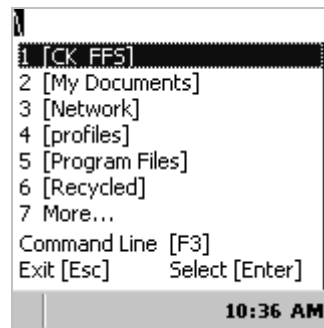 \
1 [CK_FFS]
2 [My Documents]
3 [Network]
4 [profiles]
5 [Program Files]
6 [Recycled]
7 More...
Command Line [F3]
Exit [Esc] Select [Enter]
10:36 AM